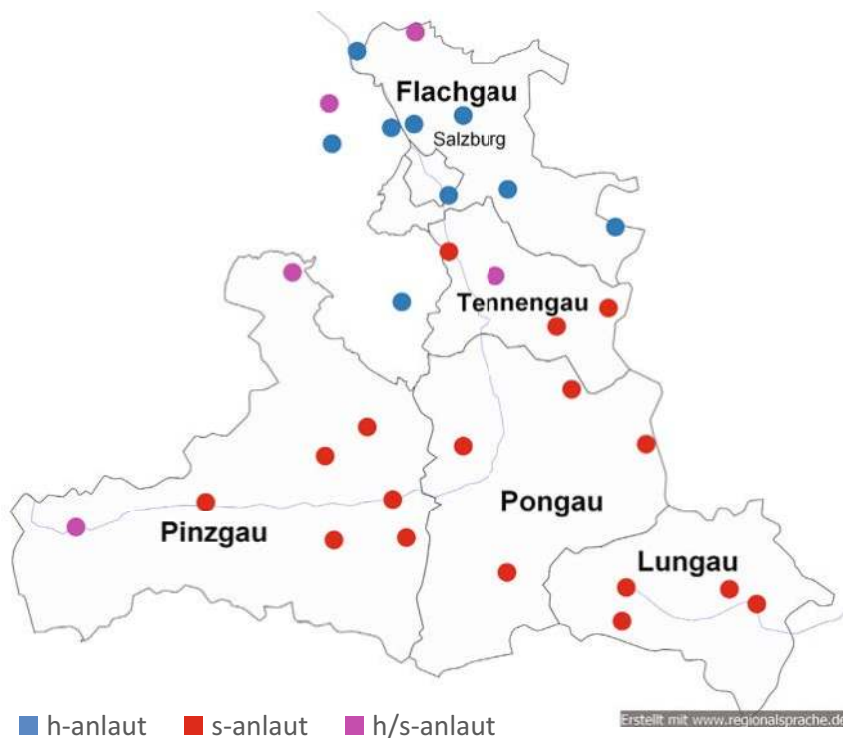 Flachgau
Salzburg
Tennengau
Pongau
Pinzgau
Lungau
h-anlaut s-anlaut h/s-anlaut
Erstellt mit www.regionalsprache.de